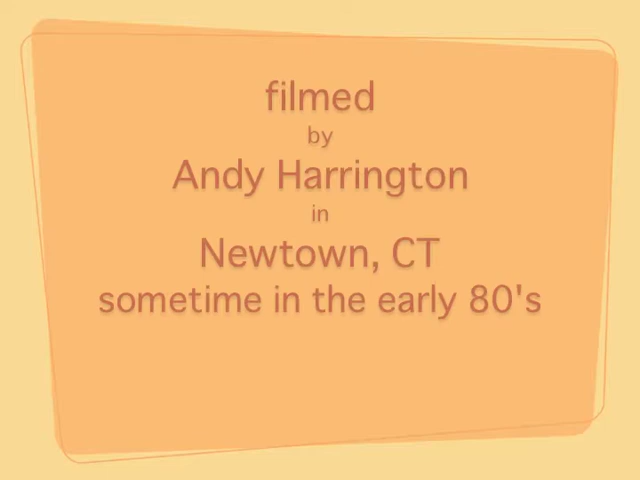 filmed
by
Andy Harrington
in
Newtown, CT
sometime in the early 80's